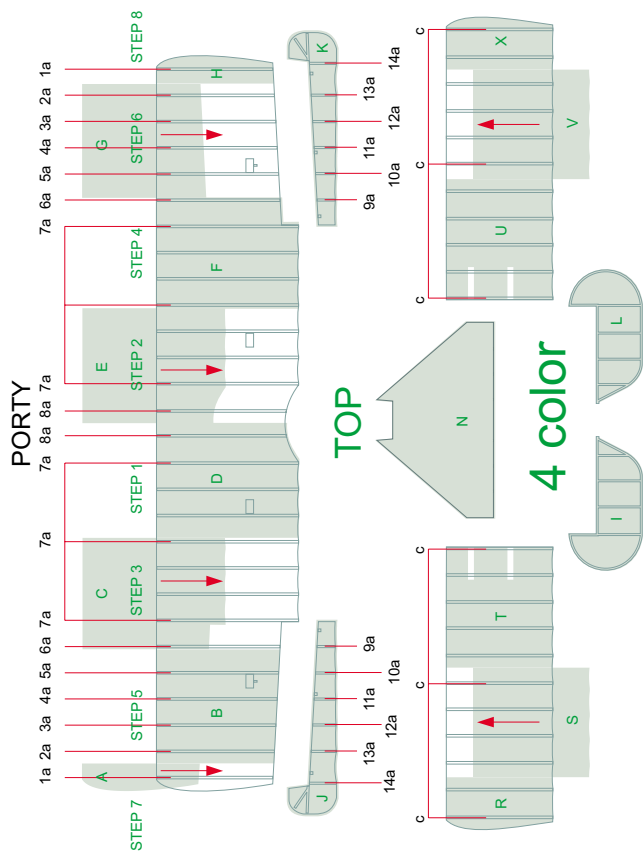 PORTY
1a
2a
3a
4a
5a
6a
7a
7a
7a
8a
8a
7a
7a
6a
5a
4a
3a
2a
1a
A
C
E
G
STEP 7
STEP 5
STEP 3
STEP 1
STEP 2
STEP 4
STEP 6
STEP 8
B
D
F
H
J
14a
13a
12a
11a
10a
9a
9a
10a
11a
12a
13a
14a
K
TOP
N
4 color
I
L
c
c
c
R
S
T
c
c
c
U
V
X